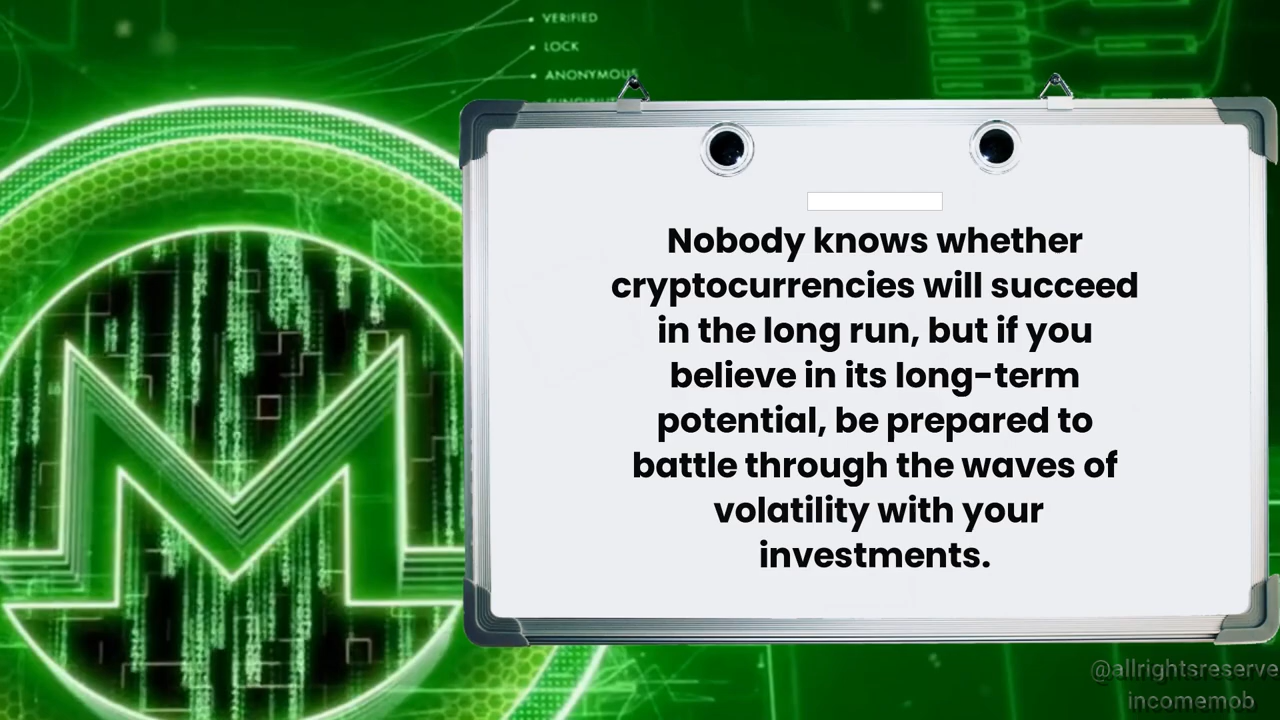 VERIFIED
LOCK
ANONYMOUS
Nobody knows whether
cryptocurrencies will succeed
in the long run, but if you
believe in its long-term
potential, be prepared to
battle through the waves of
volatility with your
investments.
@allrightsreserve
incomemob